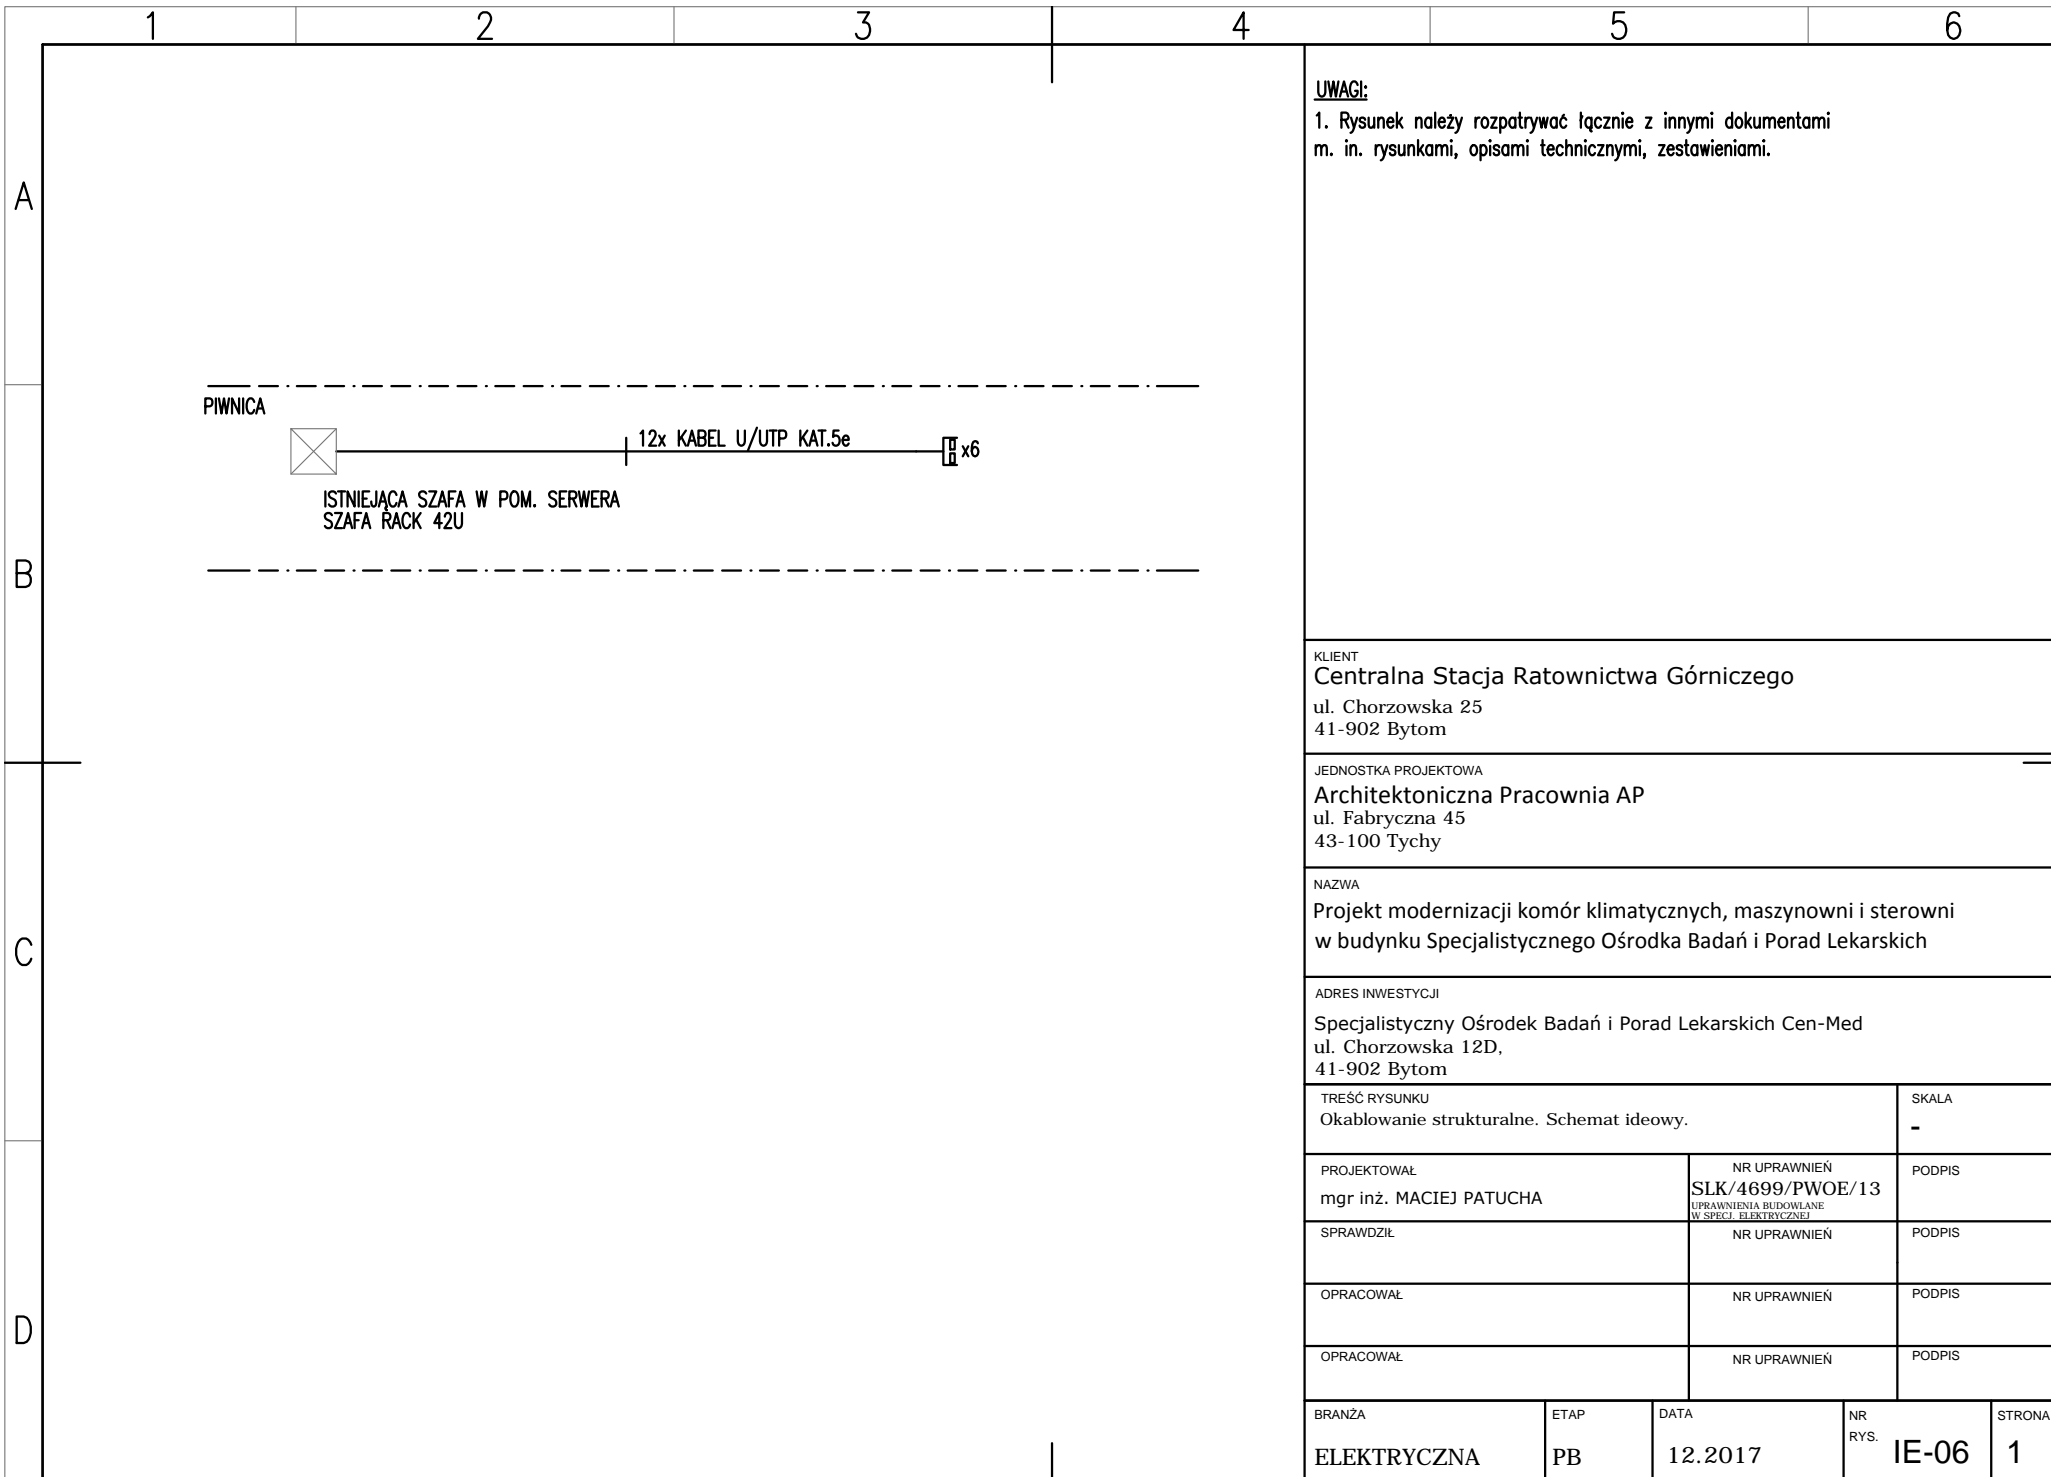 1 2 3 4 5 6
A
B
C
D
PIWNICA
12x KABEL U/UTP KAT.5e
x6
ISTNIEJĄCA SZAFA W POM. SERWERA
SZAFA RACK 42U
UWAGI:
1. Rysunek należy rozpatrywać łącznie z innymi dokumentami
m. in. rysunkami, opisami technicznymi, zestawieniami.
KLIENT
Centralna Stacja Ratownictwa Górniczego
ul. Chorzowska 25
41-902 Bytom
JEDNOSTKA PROJEKTOWA
Architektoniczna Pracownia AP
ul. Fabryczna 45
43-100 Tychy
NAZWA
Projekt modernizacji komór klimatycznych, maszynowni i sterowni
w budynku Specjalistycznego Ośrodka Badań i Porad Lekarskich
ADRES INWESTYCJI
Specjalistyczny Ośrodek Badań i Porad Lekarskich Cen-Med
ul. Chorzowska 12D,
41-902 Bytom
TREŚĆ RYSUNKU
Okablowanie strukturalne. Schemat ideowy.
SKALA
-
PROJEKTOWAŁ
mgr inż. MACIEJ PATUCHA
NR UPRAWNIEŃ
SLK/4699/PWOE/13
UPRAWNIENIA BUDOWLANE
W SPECJ. ELEKTRYCZNEJ
PODPIS
SPRAWDZIŁ NR UPRAWNIEŃ PODPIS
OPRACOWAŁ NR UPRAWNIEŃ PODPIS
OPRACOWAŁ NR UPRAWNIEŃ PODPIS
BRANŻA
ELEKTRYCZNA
ETAP
PB
DATA
12.2017
NR
RYS.
IE-06
STRONA
1